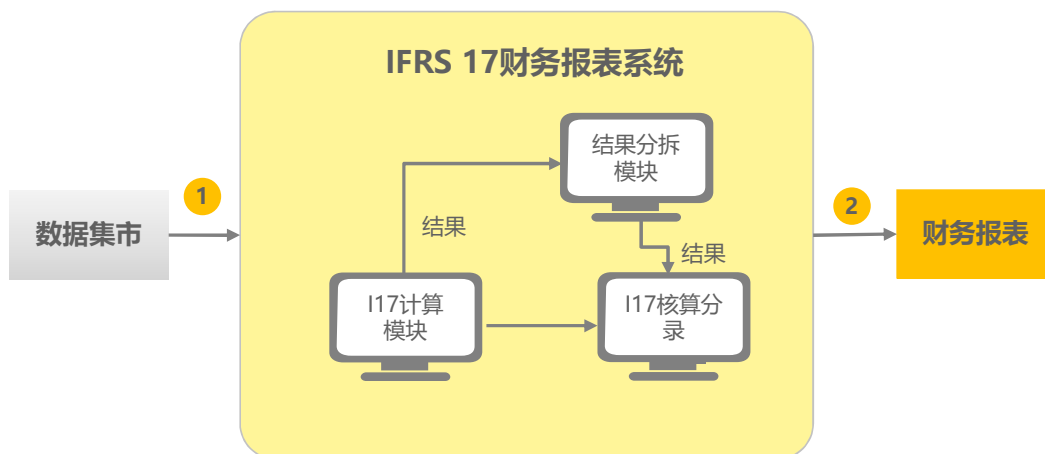 IFRS 17财务报表系统
结果分拆
模块
1
2
数据集市
结果
财务报表
结果
I17计算
模块
I17核算分
录